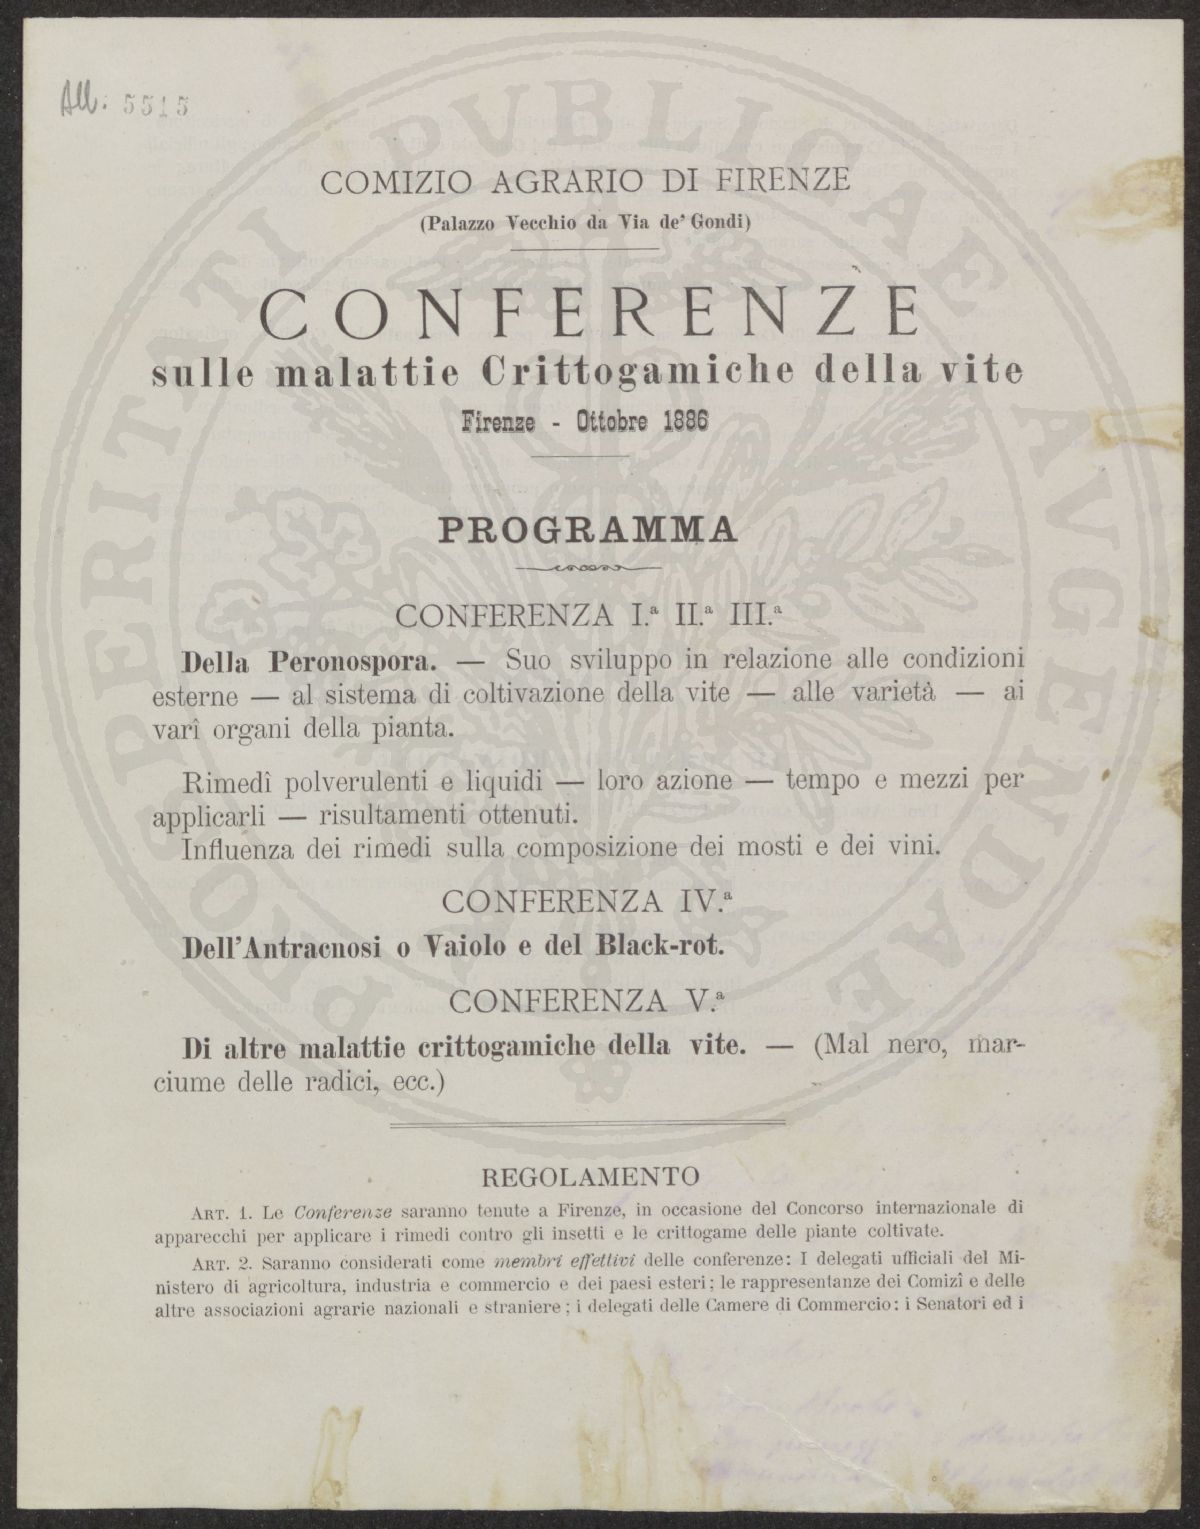 All. 5515
COMIZIO AGRARIO DI FIRENZE
(Palazzo Vecchio da Via de' Gondi)
CONFERENZE
sulle malattie Crittogamiche della vite
Firenze - Ottobre 1886
PROGRAMMA
CONFERENZA I.ª II.ª III.ª
Della Peronospora. — Suo sviluppo in relazione alle condizioni
esterne — al sistema di coltivazione della vite — alle varietà — ai
varî organi della pianta.
Rimedî polverulenti e liquidi — loro azione — tempo e mezzi per
applicarli — risultamenti ottenuti.
Influenza dei rimedi sulla composizione dei mosti e dei vini.
CONFERENZA IV.ª
Dell'Antracnosi o Vaiolo e del Black-rot.
CONFERENZA V.ª
Di altre malattie crittogamiche della vite. — (Mal nero, mar-
ciume delle radici, ecc.)
REGOLAMENTO
ART. 1. Le Conferenze saranno tenute a Firenze, in occasione del Concorso internazionale di
apparecchi per applicare i rimedi contro gli insetti e le crittogame delle piante coltivate.
ART. 2. Saranno considerati come membri effettivi delle conferenze: I delegati ufficiali del Mi-
nistero di agricoltura, industria e commercio e dei paesi esteri; le rappresentanze dei Comizî e delle
altre associazioni agrarie nazionali e straniere; i delegati delle Camere di Commercio: i Senatori ed i
PROSPERITATI PUBLICAE AUGENDAE